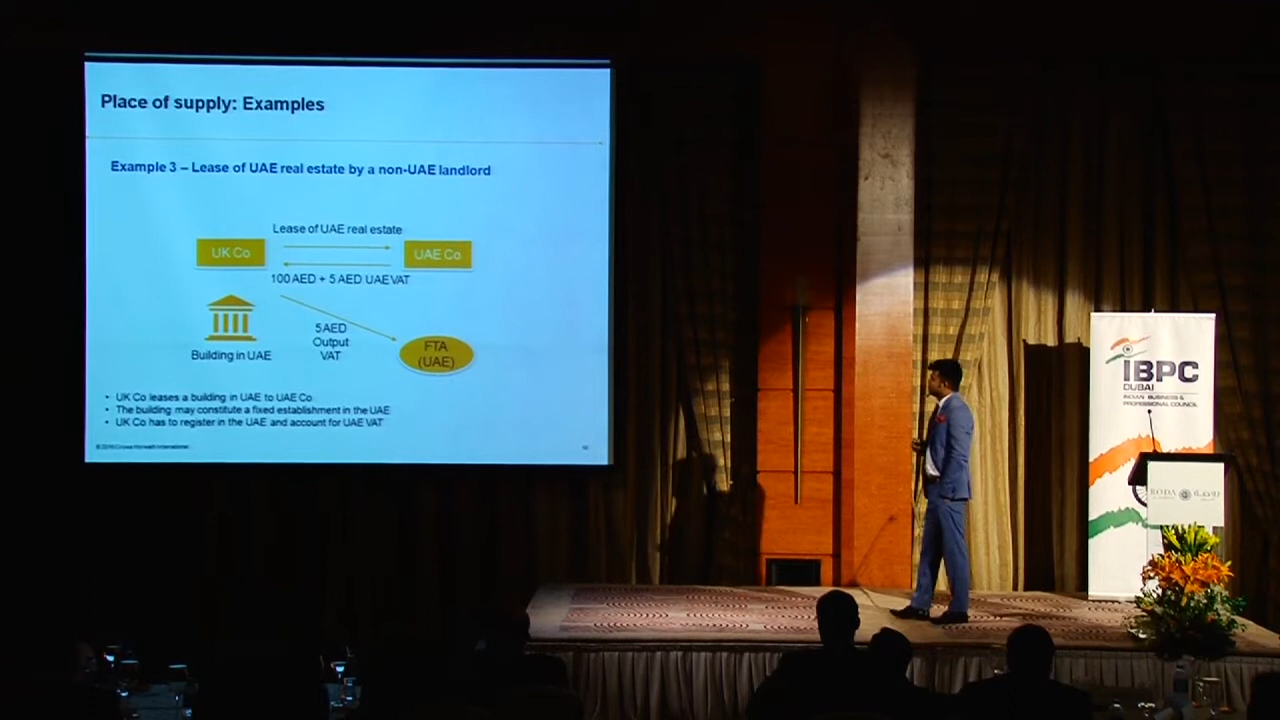 Place of supply: Examples
Example 3 – Lease of UAE real estate by a non-UAE landlord
Lease of UAE real estate
UK Co
UAE Co
100 AED + 5 AED UAE VAT
5 AED
Output
VAT
FTA
(UAE)
Building in UAE
• UK Co leases a building in UAE to UAE Co
• The building may constitute a fixed establishment in the UAE
• UK Co has to register in the UAE and account for UAE VAT
IBPC
DUBAI
INDIAN BUSINESS &
PROFESSIONAL COUNCIL
RODA